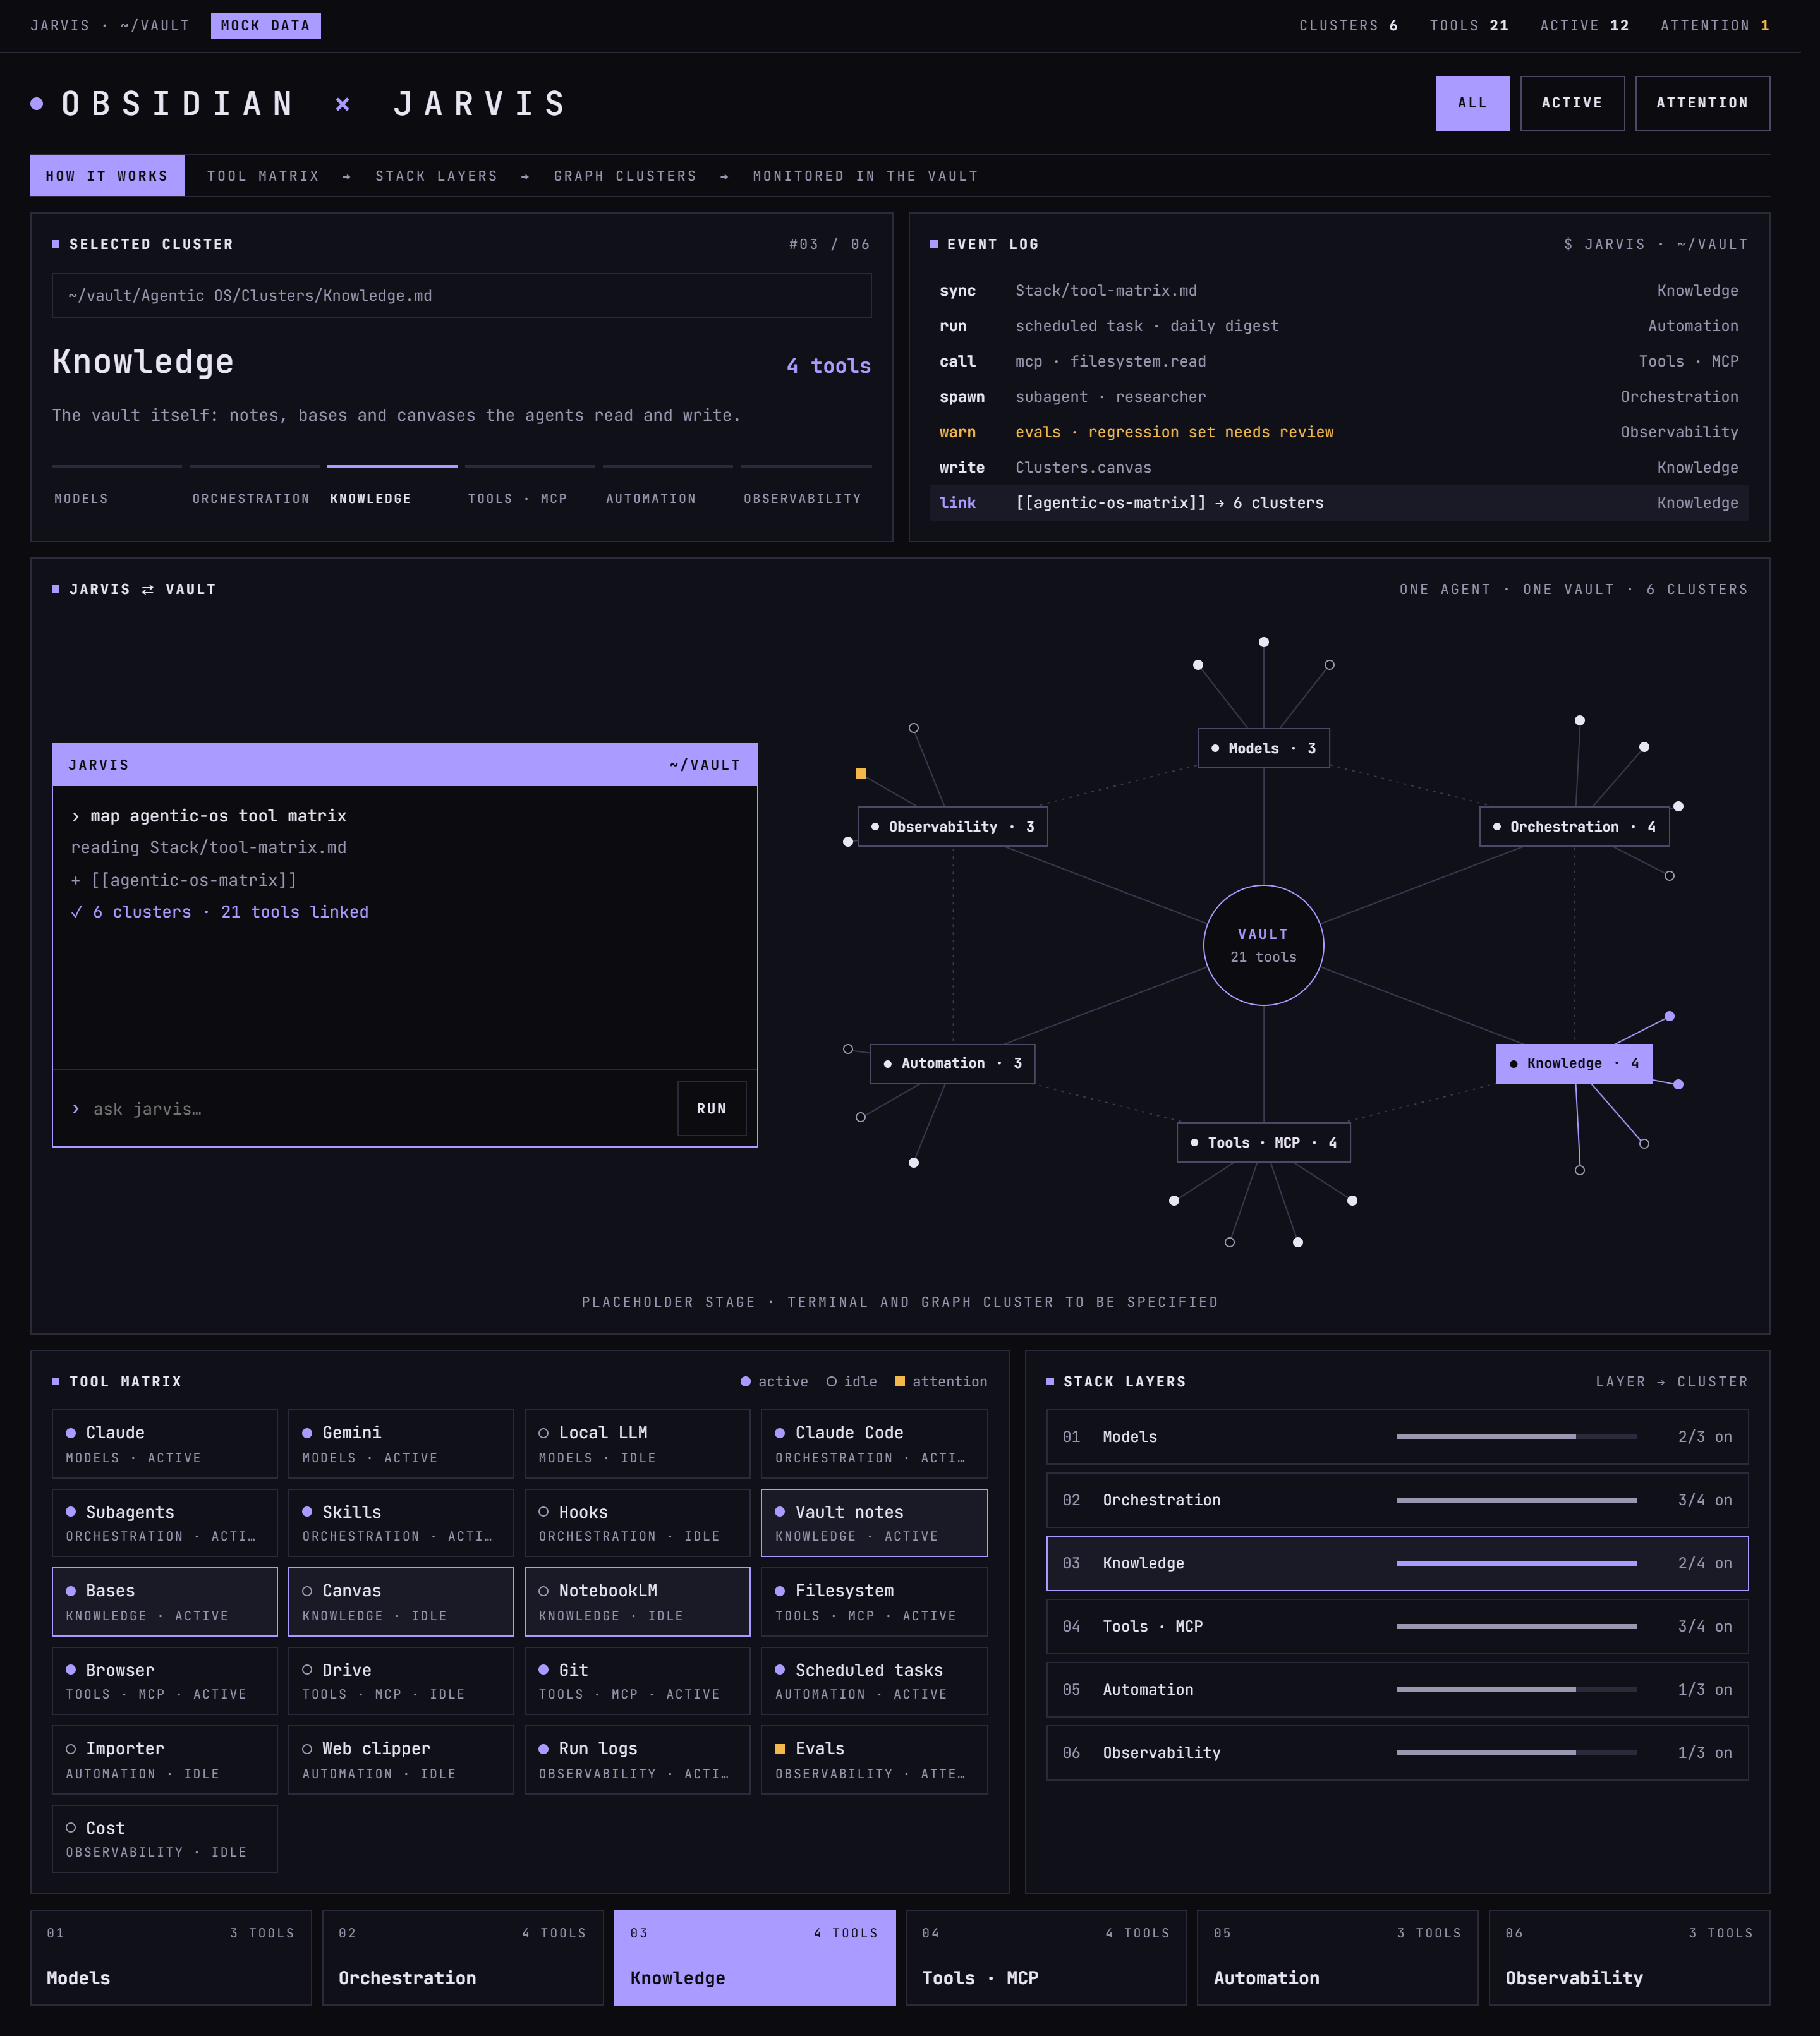 JARVIS · ~/VAULT MOCK DATA CLUSTERS 6 TOOLS 21 ACTIVE 12 ATTENTION 1
OBSIDIAN × JARVIS ALL ACTIVE ATTENTION
HOW IT WORKS TOOL MATRIX → STACK LAYERS → GRAPH CLUSTERS → MONITORED IN THE VAULT
SELECTED CLUSTER #03 / 06
~/vault/Agentic OS/Clusters/Knowledge.md
Knowledge 4 tools
The vault itself: notes, bases and canvases the agents read and write.
MODELS ORCHESTRATION KNOWLEDGE TOOLS · MCP AUTOMATION OBSERVABILITY
EVENT LOG $ JARVIS · ~/VAULT
sync Stack/tool-matrix.md Knowledge
run scheduled task · daily digest Automation
call mcp · filesystem.read Tools · MCP
spawn subagent · researcher Orchestration
warn evals · regression set needs review Observability
write Clusters.canvas Knowledge
link [[agentic-os-matrix]] → 6 clusters Knowledge
JARVIS ⇄ VAULT ONE AGENT · ONE VAULT · 6 CLUSTERS
JARVIS ~/VAULT
› map agentic-os tool matrix
reading Stack/tool-matrix.md
+ [[agentic-os-matrix]]
✓ 6 clusters · 21 tools linked
› ask jarvis… RUN
Models · 3
Observability · 3
Orchestration · 4
VAULT
21 tools
Automation · 3
Knowledge · 4
Tools · MCP · 4
PLACEHOLDER STAGE · TERMINAL AND GRAPH CLUSTER TO BE SPECIFIED
TOOL MATRIX active idle attention
Claude Gemini Local LLM Claude Code
MODELS · ACTIVE MODELS · ACTIVE MODELS · IDLE ORCHESTRATION · ACTI…
Subagents Skills Hooks Vault notes
ORCHESTRATION · ACTI… ORCHESTRATION · ACTI… ORCHESTRATION · IDLE KNOWLEDGE · ACTIVE
Bases Canvas NotebookLM Filesystem
KNOWLEDGE · ACTIVE KNOWLEDGE · IDLE KNOWLEDGE · IDLE TOOLS · MCP · ACTIVE
Browser Drive Git Scheduled tasks
TOOLS · MCP · ACTIVE TOOLS · MCP · IDLE TOOLS · MCP · ACTIVE AUTOMATION · ACTIVE
Importer Web clipper Run logs Evals
AUTOMATION · IDLE AUTOMATION · IDLE OBSERVABILITY · ACTI… OBSERVABILITY · ATTE…
Cost
OBSERVABILITY · IDLE
STACK LAYERS LAYER → CLUSTER
01 Models 2/3 on
02 Orchestration 3/4 on
03 Knowledge 2/4 on
04 Tools · MCP 3/4 on
05 Automation 1/3 on
06 Observability 1/3 on
01 3 TOOLS 02 4 TOOLS 03 4 TOOLS 04 4 TOOLS 05 3 TOOLS 06 3 TOOLS
Models Orchestration Knowledge Tools · MCP Automation Observability